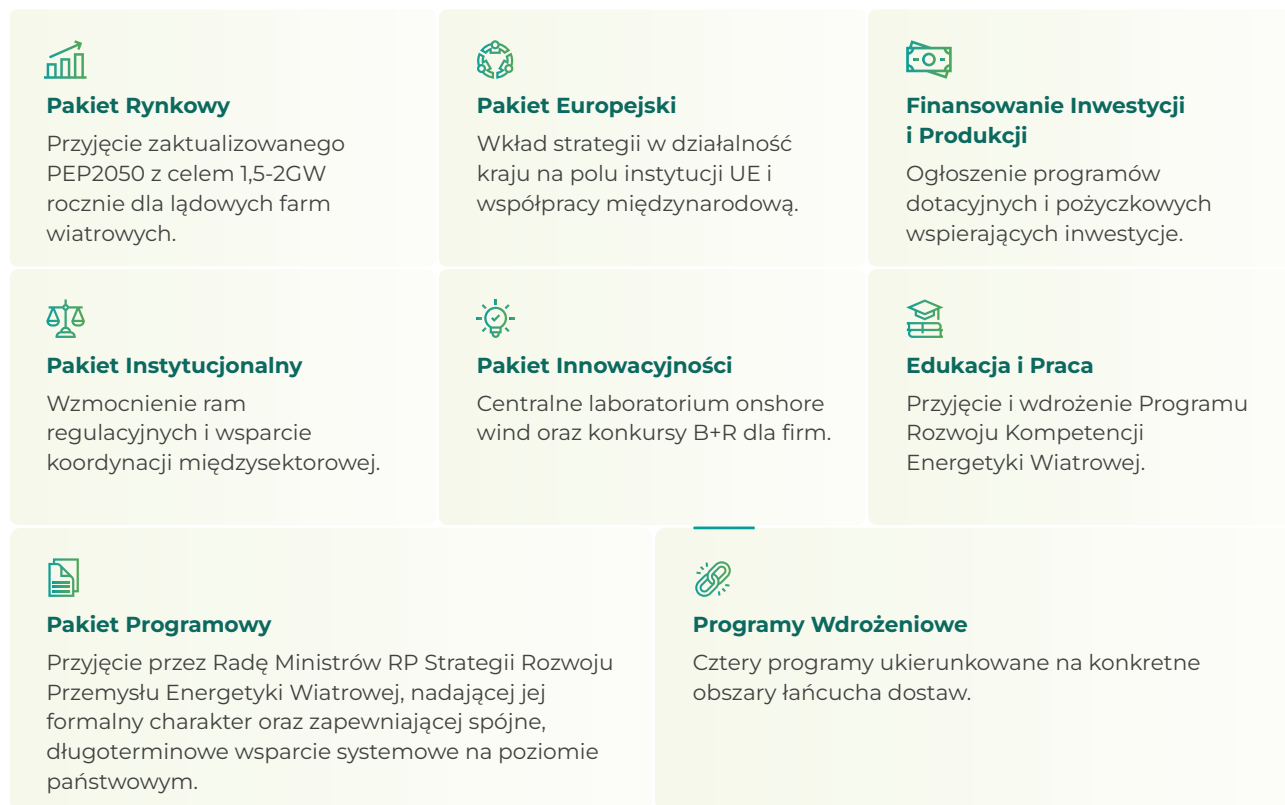 Pakiet Rynkowy
Przyjęcie zaktualizowanego
PEP2050 z celem 1,5-2GW
rocznie dla lądowych farm
wiatrowych.
Pakiet Europejski
Wkład strategii w działalność
kraju na polu instytucji UE i
współpracy międzynarodową.
Finansowanie Inwestycji
i Produkcji
Ogłoszenie programów
dotacyjnych i pożyczkowych
wspierających inwestycje.
Pakiet Instytucjonalny
Wzmocnienie ram
regulacyjnych i wsparcie
koordynacji międzysektorowej.
Pakiet Innowacyjności
Centralne laboratorium onshore
wind oraz konkursy B+R dla firm.
Edukacja i Praca
Przyjęcie i wdrożenie Programu
Rozwoju Kompetencji
Energetyki Wiatrowej.
Pakiet Programowy
Przyjęcie przez Radę Ministrów RP Strategii Rozwoju
Przemysłu Energetyki Wiatrowej, nadającej jej
formalny charakter oraz zapewniającej spójne,
długoterminowe wsparcie systemowe na poziomie
państwowym.
Programy Wdrożeniowe
Cztery programy ukierunkowane na konkretne
obszary łańcucha dostaw.